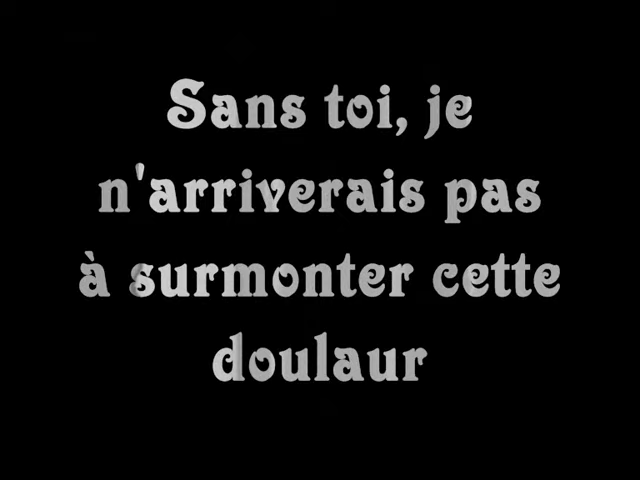 Sans toi, je
n'arriverais pas
à surmonter cette
doulaur